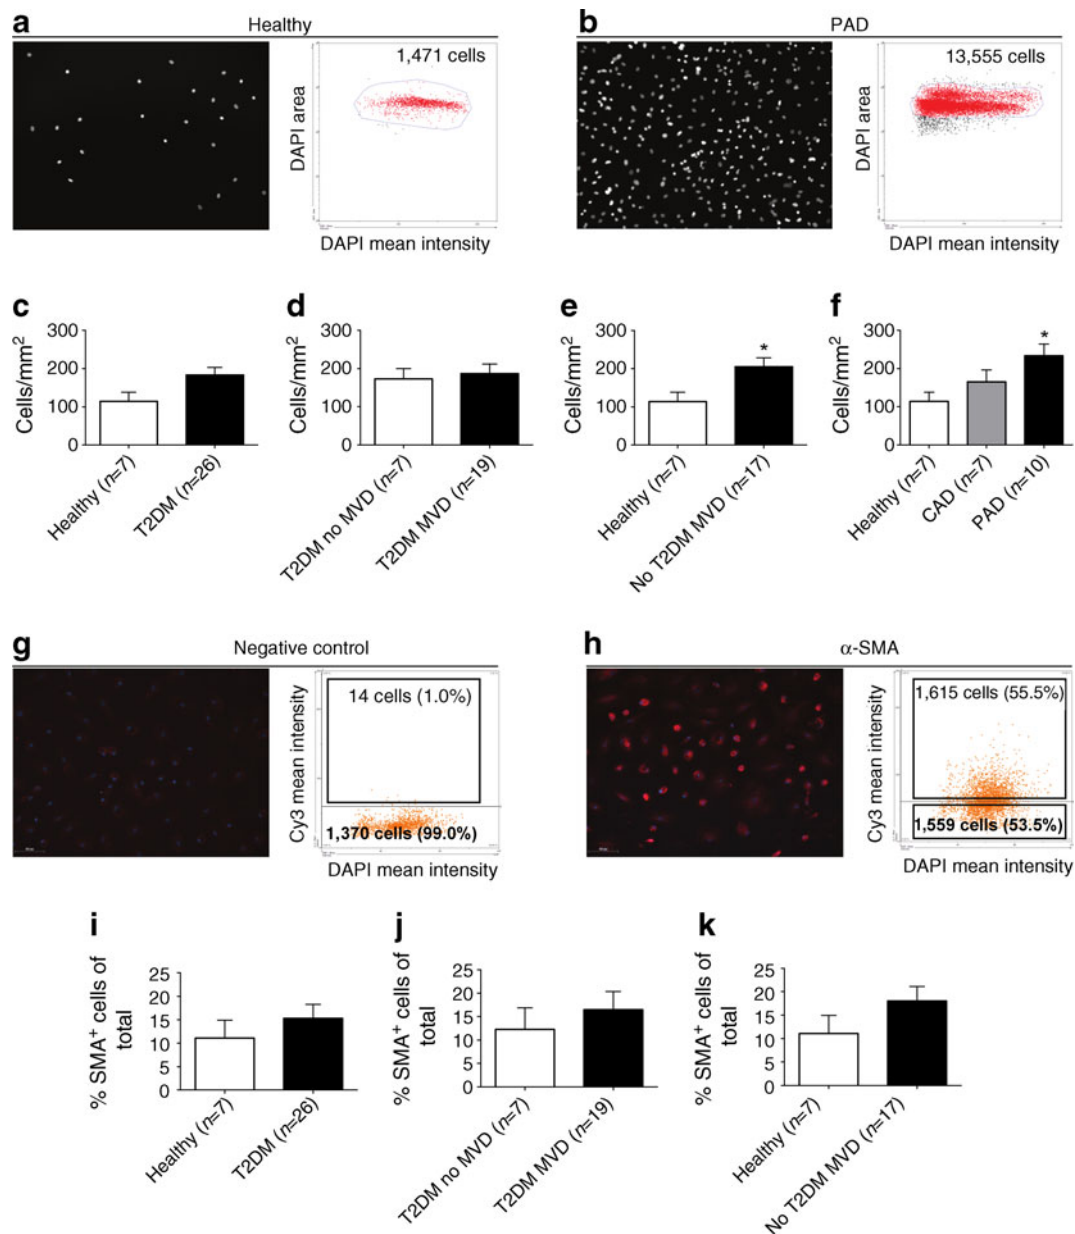 a
Healthy
1,471 cells
DAPI area
DAPI mean intensity
b
PAD
13,555 cells
DAPI area
DAPI mean intensity
c
Cells/mm²
300
200
100
0
Healthy (n=7)
T2DM (n=26)
d
300
200
100
0
T2DM no MVD (n=7)
T2DM MVD (n=19)
e
Cells/mm²
300
200
100
0
*
Healthy (n=7)
No T2DM MVD (n=17)
f
Cells/mm²
300
200
100
0
*
Healthy (n=7)
CAD (n=7)
PAD (n=10)
g
Negative control
14 cells (1.0%)
1,370 cells (99.0%)
Cy3 mean intensity
DAPI mean intensity
h
α-SMA
1,615 cells (55.5%)
1,559 cells (53.5%)
Cy3 mean intensity
DAPI mean intensity
i
% SMA⁺ cells of
total
25
20
15
10
5
0
Healthy (n=7)
T2DM (n=26)
j
% SMA⁺ cells of
total
25
20
15
10
5
0
T2DM no MVD (n=7)
T2DM MVD (n=19)
k
% SMA⁺ cells of
total
25
20
15
10
5
0
Healthy (n=7)
No T2DM MVD (n=17)